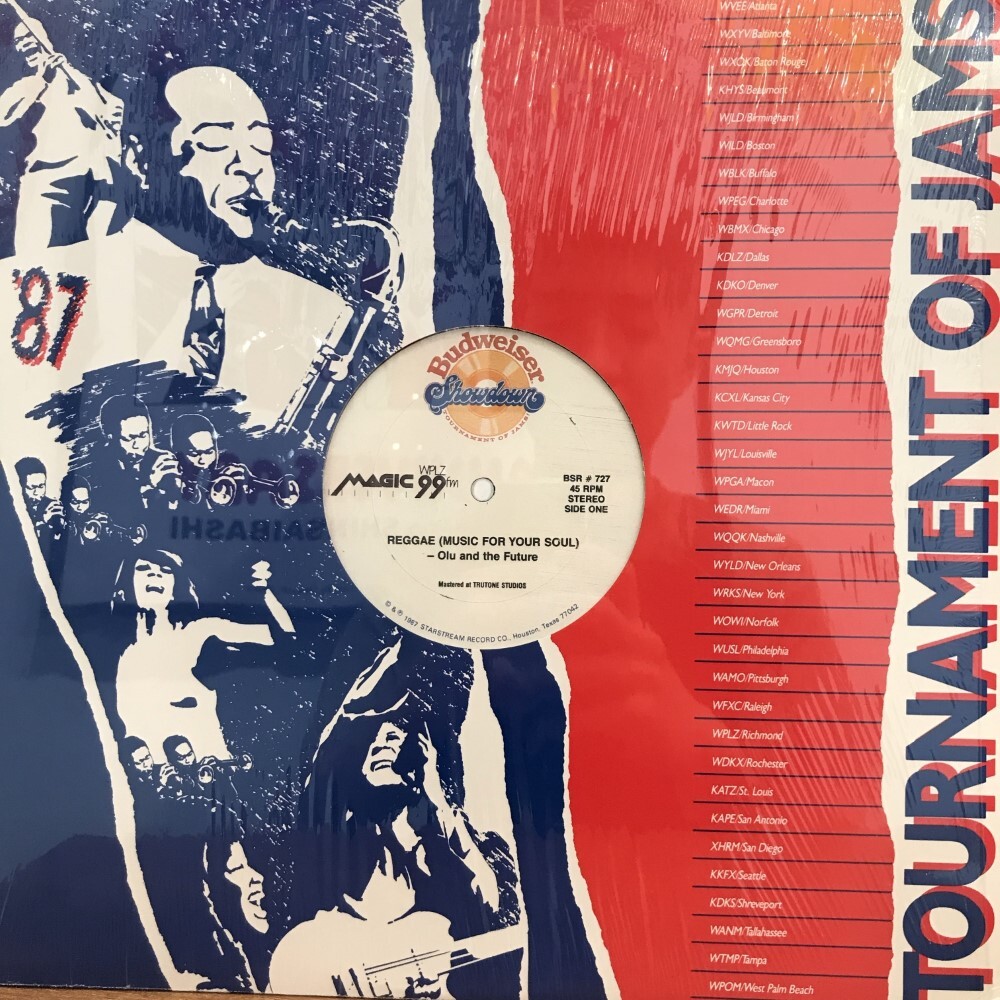 '87
Budweiser
Showdown
TOURNAMENT OF JAMS
WPLZ
MAGIC 99 fm
BSR # 727
45 RPM
STEREO
SIDE ONE
REGGAE (MUSIC FOR YOUR SOUL)
– Olu and the Future
Mastered at TRUTONE STUDIOS
© & ℗ 1987 STARSTREAM RECORD CO., Houston, Texas 77042
SHINSAIBASHI
WVEE/Atlanta
WXYV/Baltimore
WXOK/Baton Rouge
KHYS/Beaumont
WJLD/Birmingham
WILD/Boston
WBLK/Buffalo
WPEG/Charlotte
WBMX/Chicago
KDLZ/Dallas
KDKO/Denver
WGPR/Detroit
WQMG/Greensboro
KMJQ/Houston
KCXL/Kansas City
KWTD/Little Rock
WJYL/Louisville
WPGA/Macon
WEDR/Miami
WQQK/Nashville
WYLD/New Orleans
WRKS/New York
WOWI/Norfolk
WUSL/Philadelphia
WAMO/Pittsburgh
WFXC/Raleigh
WPLZ/Richmond
WDKX/Rochester
KATZ/St. Louis
KAPE/San Antonio
XHRM/San Diego
KKFX/Seattle
KDKS/Shreveport
WANM/Tallahassee
WTMP/Tampa
WPOM/West Palm Beach
TOURNAMENT OF JAMS